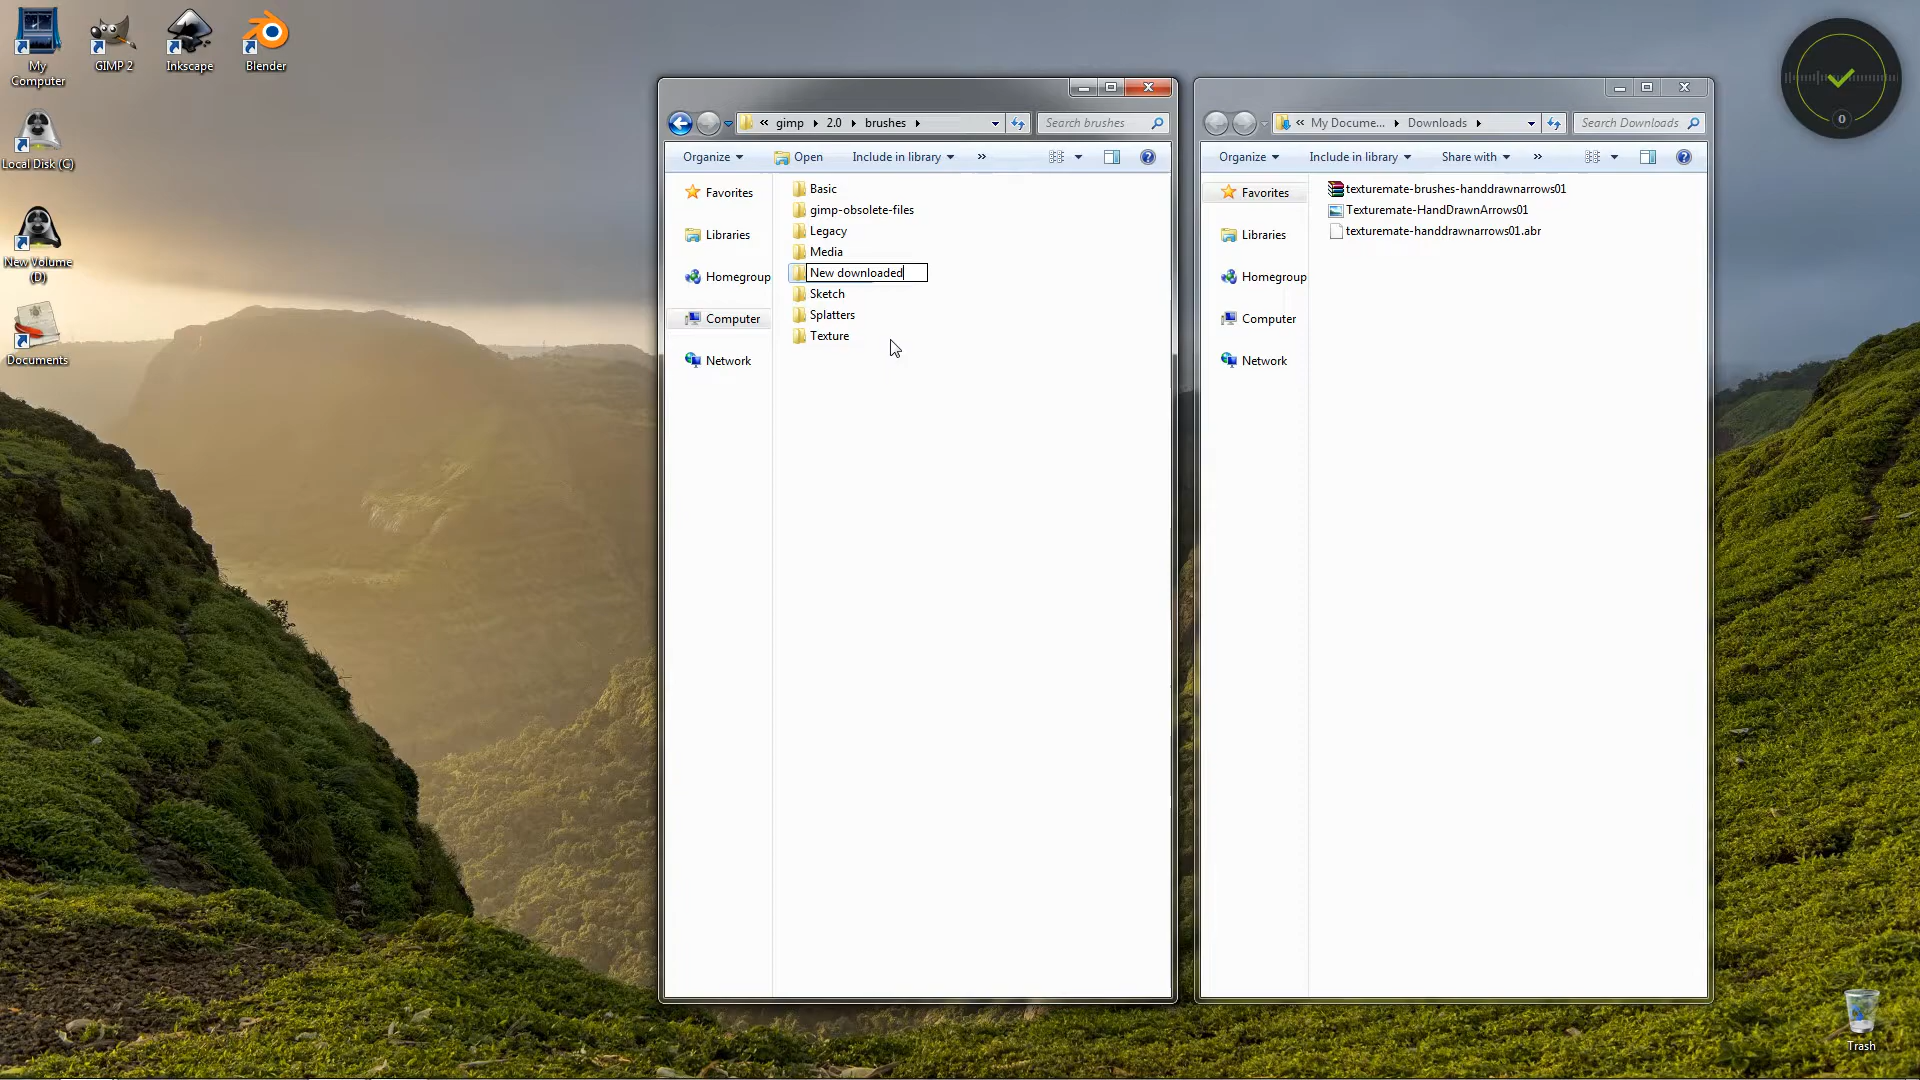 My Computer
GIMP 2
Inkscape
Blender
Local Disk (C)
New Volume (D)
Documents
gimp
2.0
brushes
Search brushes
Organize
Open
Include in library
»
Favorites
Libraries
Homegroup
Computer
Network
Basic
gimp-obsolete-files
Legacy
Media
New downloaded
Sketch
Splatters
Texture
My Docume...
Downloads
Search Downloads
Organize
Include in library
Share with
»
Favorites
Libraries
Homegroup
Computer
Network
texturemate-brushes-handdrawnarrows01
Texturemate-HandDrawnArrows01
texturemate-handdrawnarrows01.abr
0
Trash